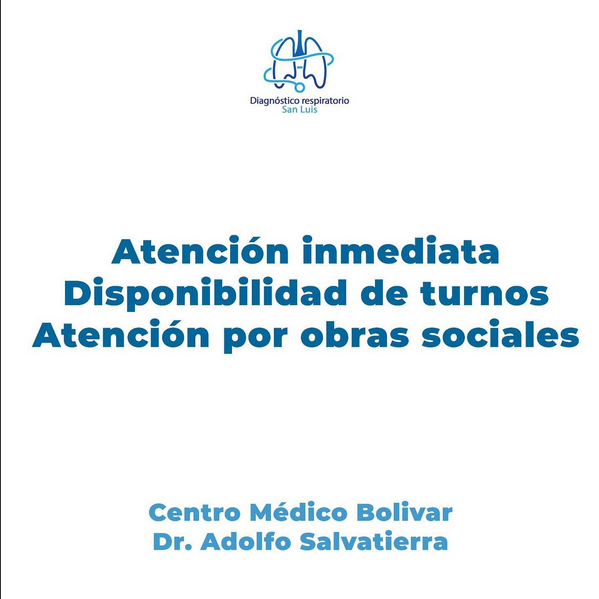 Diagnóstico respiratorio
San Luis
Atención inmediata
Disponibilidad de turnos
Atención por obras sociales
Centro Médico Bolivar
Dr. Adolfo Salvatierra